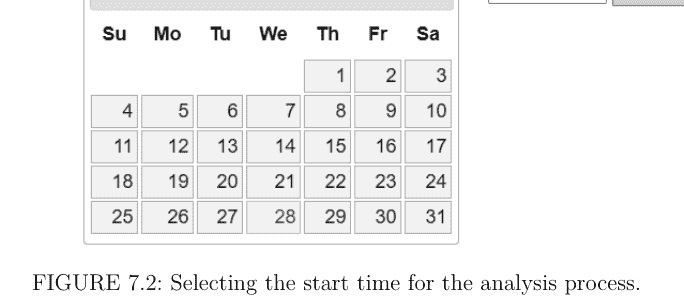 Su Mo Tu We Th Fr Sa
1 2 3
4 5 6 7 8 9 10
11 12 13 14 15 16 17
18 19 20 21 22 23 24
25 26 27 28 29 30 31
FIGURE 7.2: Selecting the start time for the analysis process.